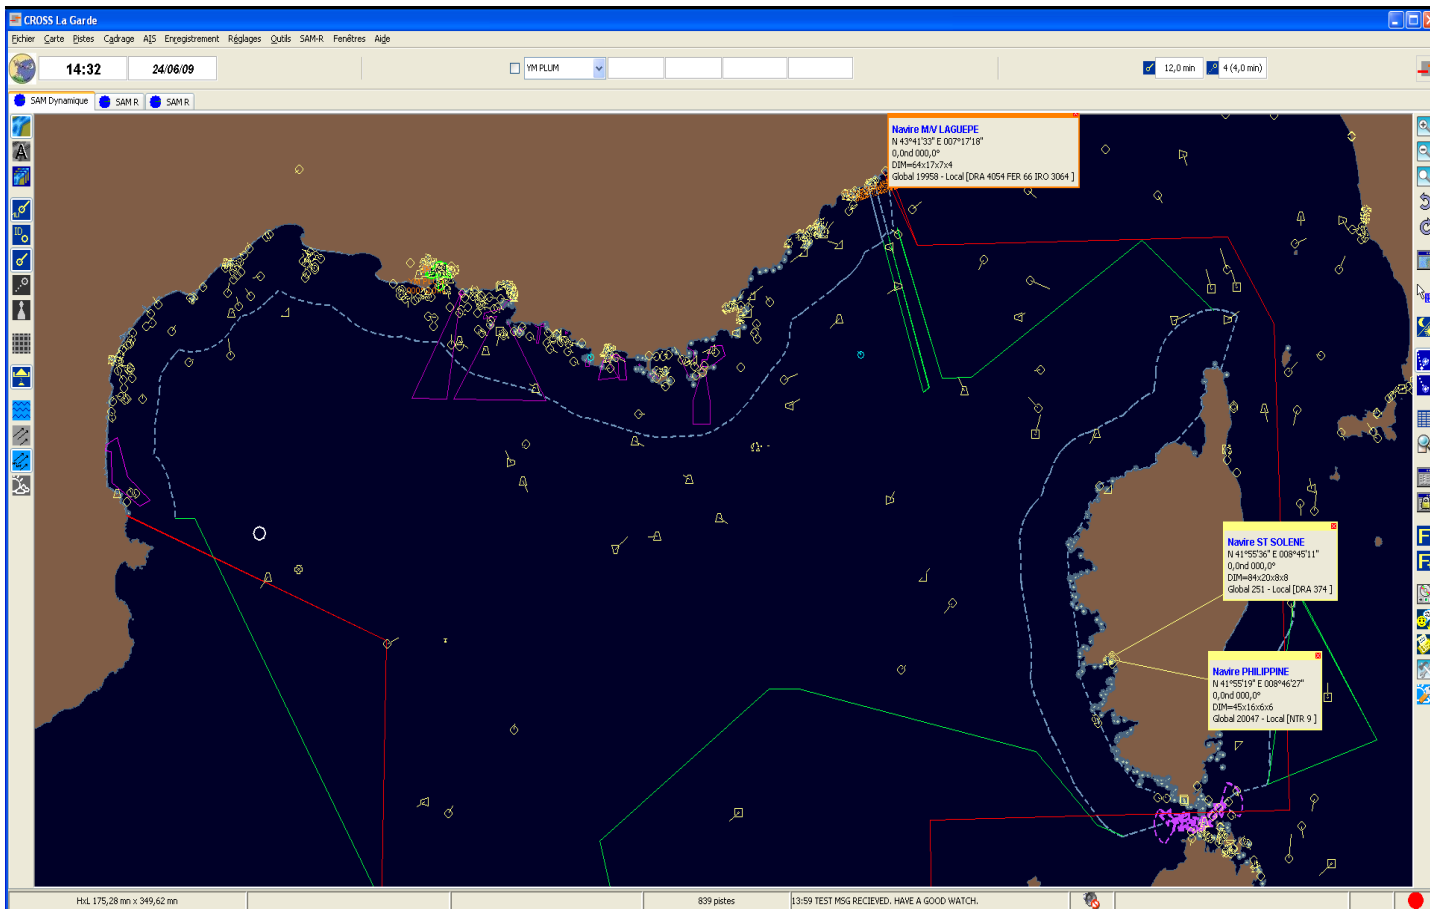 CROSS La Garde
Fichier Carte Pistes Cadrage AIS Enregistrement Réglages Outils SAM-R Fenêtres Aide
14:32 24/06/09 YM PLUM 12,0 min 4 (4,0 min)
SAM Dynamique SAM R SAM R
Navire M/V LAGUEPE
N 43°41'33" E 007°17'18"
0,0nd 000,0°
DIM=64x17x7x4
Global 19958 - Local [DRA 4054 FER 66 IRO 3064 ]
Navire ST SOLENE
N 41°55'36" E 008°45'11"
0,0nd 000,0°
DIM=84x20x8x8
Global 251 - Local [DRA 374 ]
Navire PHILIPPINE
N 41°55'19" E 008°46'27"
0,0nd 000,0°
DIM=45x16x6x6
Global 20047 - Local [NTR 9 ]
HxL 175,28 mn x 349,62 mn 839 pistes 13:59 TEST MSG RECIEVED. HAVE A GOOD WATCH.